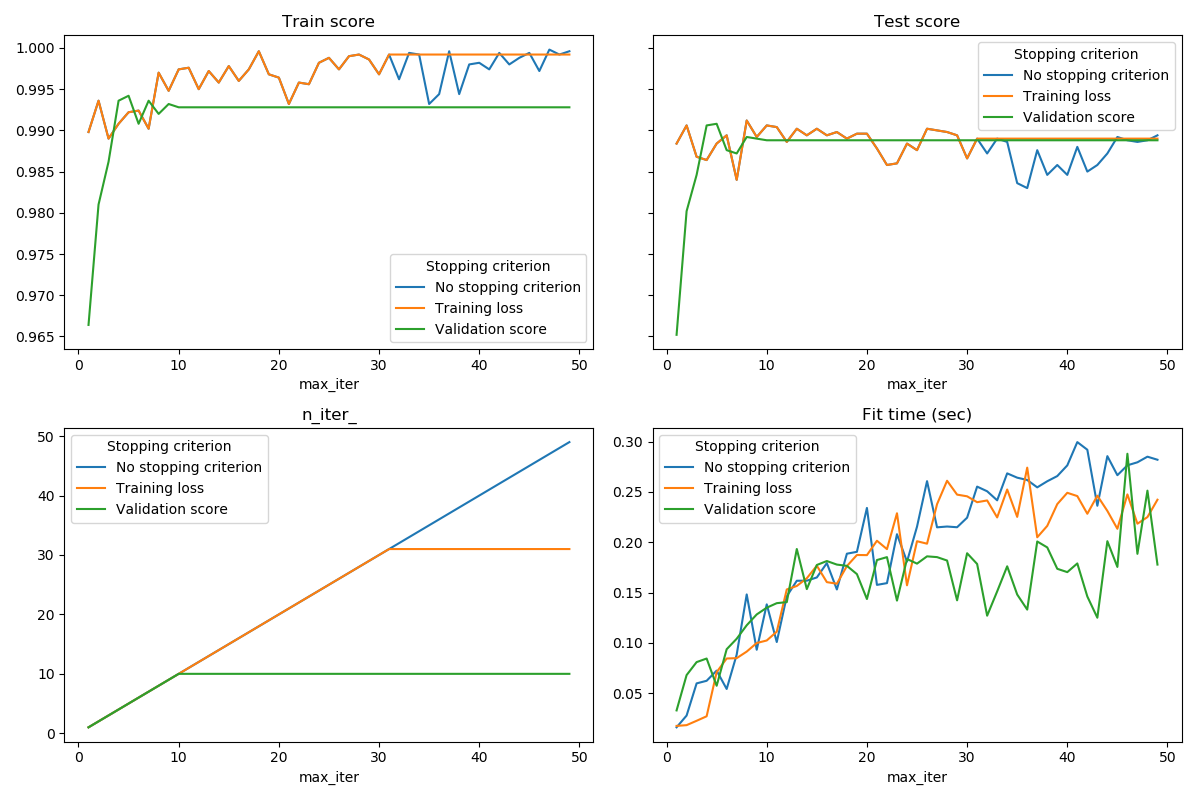 Train score
1.000
0.995
0.990
0.985
0.980
0.975
0.970
0.965
Stopping criterion
No stopping criterion
Training loss
Validation score
0 10 20 30 40 50
max_iter
Test score
Stopping criterion
No stopping criterion
Training loss
Validation score
0 10 20 30 40 50
max_iter
n_iter_
50
40
30
20
10
0
Stopping criterion
No stopping criterion
Training loss
Validation score
0 10 20 30 40 50
max_iter
Fit time (sec)
0.30
0.25
0.20
0.15
0.10
0.05
Stopping criterion
No stopping criterion
Training loss
Validation score
0 10 20 30 40 50
max_iter